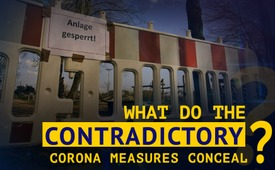 Anlage
gesperrt!
WHAT DO THE
CONTRADICTORY
CORONA MEASURES CONCEAL
?